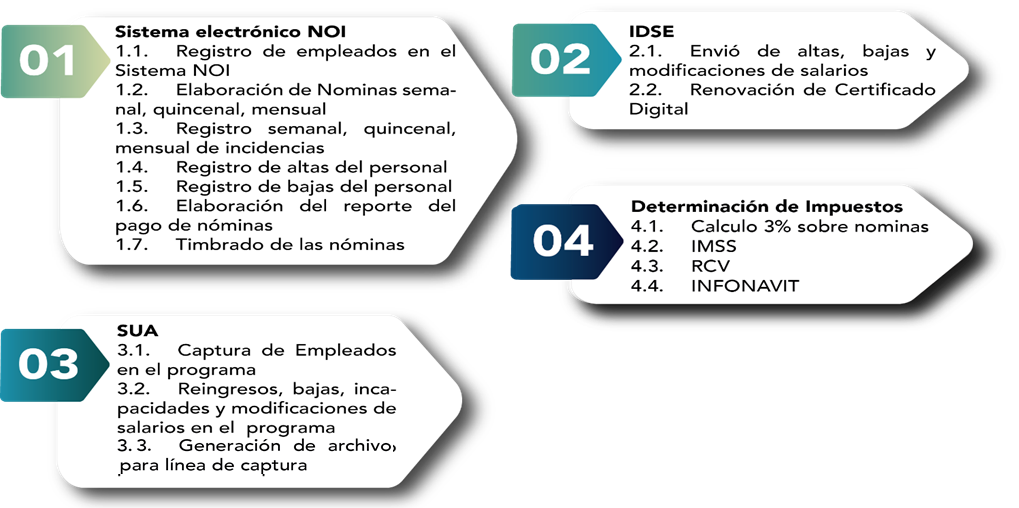 01
Sistema electrónico NOI
1.1. Registro de empleados en el
Sistema NOI
1.2. Elaboración de Nominas sema-
nal, quincenal, mensual
1.3. Registro semanal, quincenal,
mensual de incidencias
1.4. Registro de altas del personal
1.5. Registro de bajas del personal
1.6. Elaboración del reporte del
pago de nóminas
1.7. Timbrado de las nóminas
02
IDSE
2.1. Envió de altas, bajas y
modificaciones de salarios
2.2. Renovación de Certificado
Digital
03
SUA
3.1. Captura de Empleados
en el programa
3.2. Reingresos, bajas, inca-
pacidades y modificaciones de
salarios en el programa
3.3. Generación de archivo,
para línea de captura
04
Determinación de Impuestos
4.1. Calculo 3% sobre nominas
4.2. IMSS
4.3. RCV
4.4. INFONAVIT